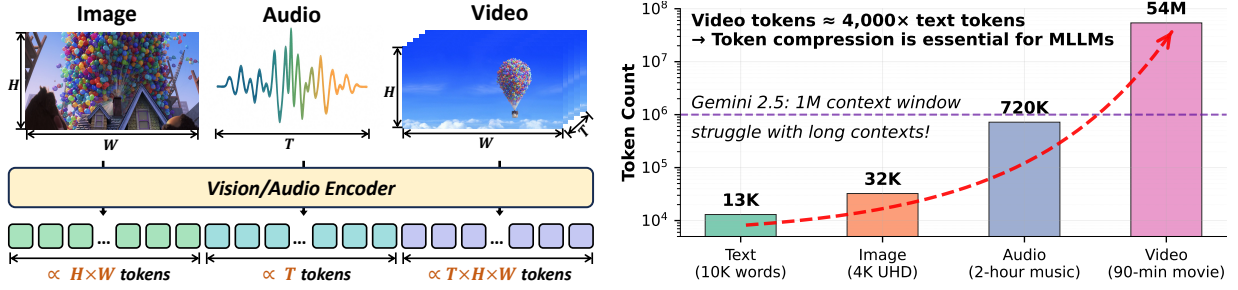 Image
Audio
Video
H
W
T
H
W
T
Vision/Audio Encoder
...
...
...
∝ H×W tokens
∝ T tokens
∝ T×H×W tokens
Token Count
10⁸
10⁷
10⁶
10⁵
10⁴
Video tokens ≈ 4,000× text tokens
→ Token compression is essential for MLLMs
Gemini 2.5: 1M context window
struggle with long contexts!
13K
32K
720K
54M
Text
(10K words)
Image
(4K UHD)
Audio
(2-hour music)
Video
(90-min movie)